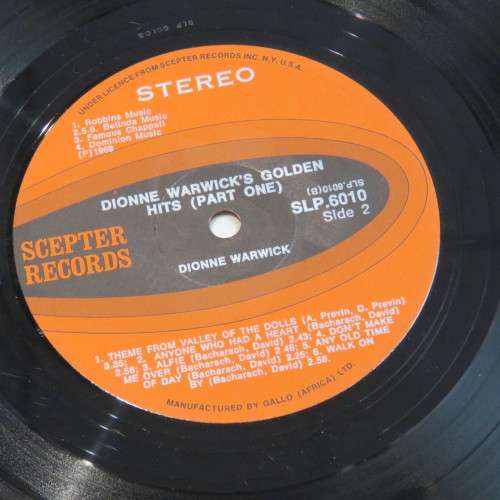 SLP 6010B
UNDER LICENCE FROM SCEPTER RECORDS INC. N.Y. U.S.A.
STEREO
1. Robbins Music
2.5.6. Belinda Music
3. Famous Chappell
4. Dominion Music
(P)1969
DIONNE WARWICK'S GOLDEN
HITS (PART ONE)
SLP.6010(B)
SLP.6010
Side 2
SCEPTER
RECORDS
DIONNE WARWICK
1. THEME FROM VALLEY OF THE DOLLS (A. Previn, D. Previn)
3.35; 2. ANYONE WHO HAD A HEART (Bacharach, David)
2.58; 3. ALFIE (Bacharach, David) 2.43; 4. DON'T MAKE
ME OVER (Bacharach, David) 2.46; 5. ANY OLD TIME
OF DAY (Bacharach, David) 2.25; 6. WALK ON
BY (Bacharach, David) 2.58.
MANUFACTURED BY GALLO (AFRICA) LTD.